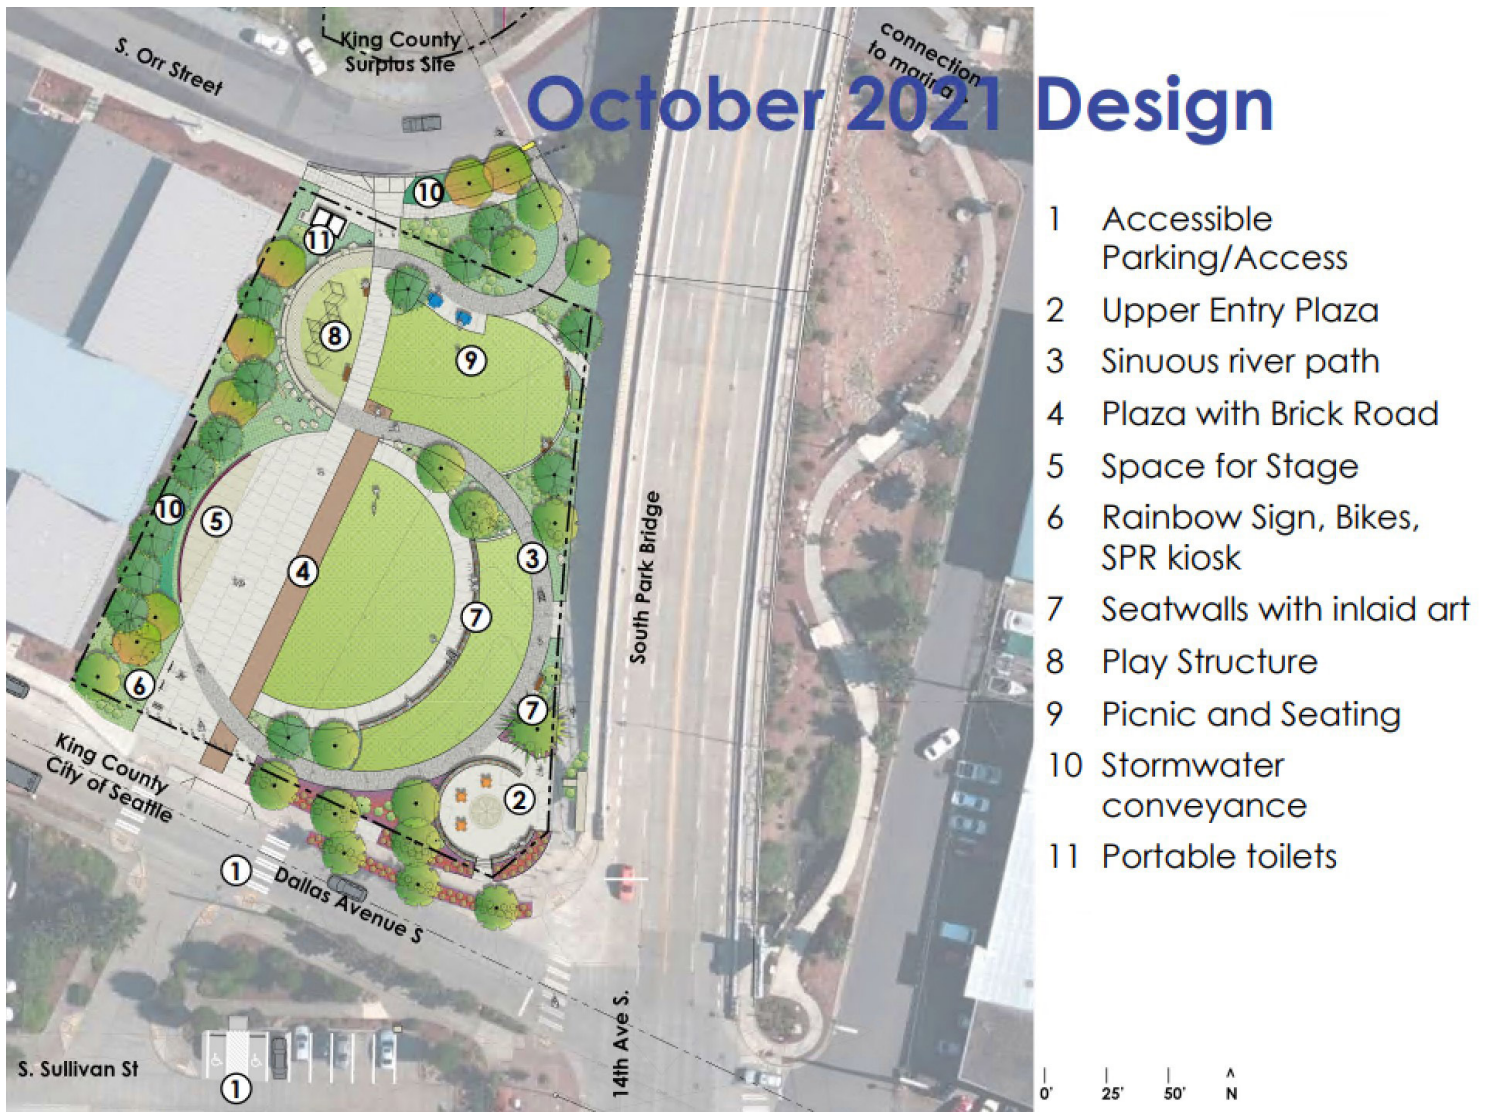 October 2021 Design
King County
Surplus Site
S. Orr Street
connection
to marina
10
11
8
9
10
5
4
3
7
6
7
2
King County
City of Seattle
1
Dallas Avenue S
South Park Bridge
14th Ave S.
S. Sullivan St
1
1 Accessible
Parking/Access
2 Upper Entry Plaza
3 Sinuous river path
4 Plaza with Brick Road
5 Space for Stage
6 Rainbow Sign, Bikes,
SPR kiosk
7 Seatwalls with inlaid art
8 Play Structure
9 Picnic and Seating
10 Stormwater
conveyance
11 Portable toilets
0' 25' 50' N